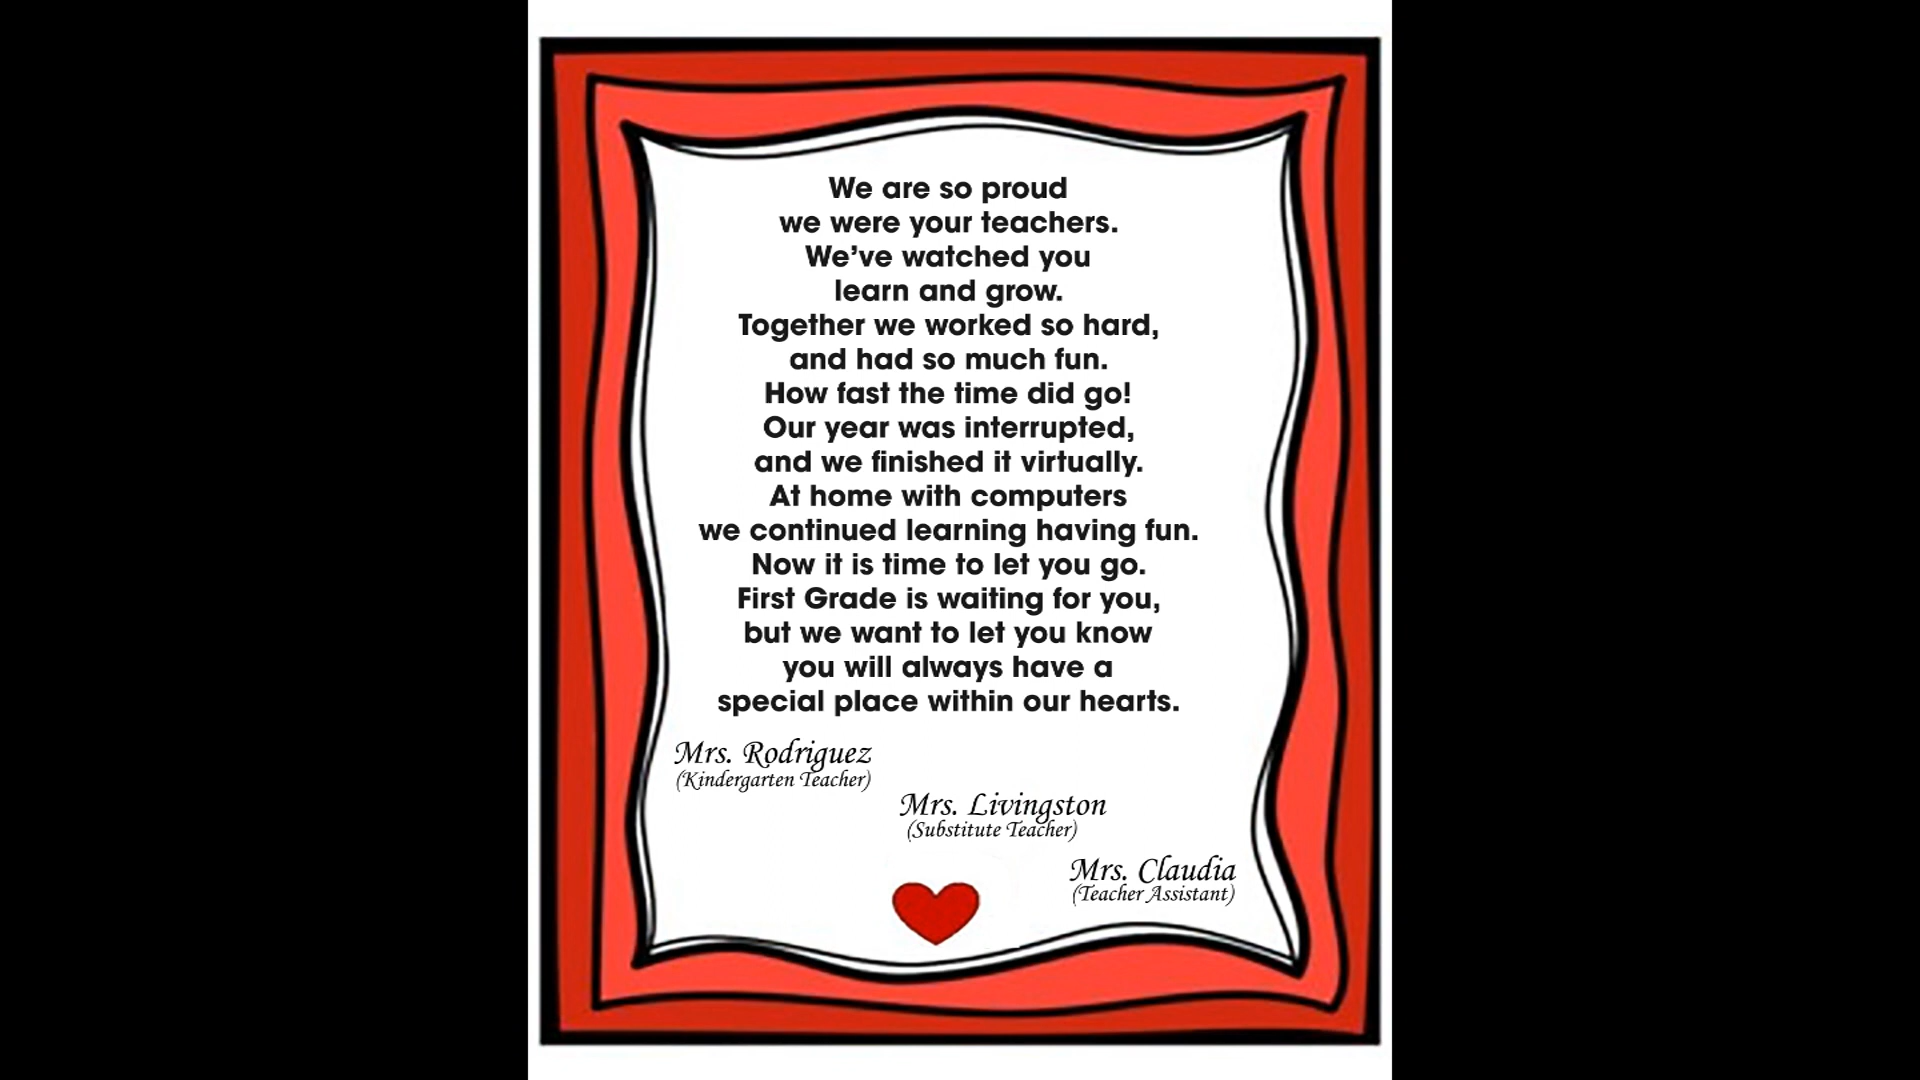 We are so proud
we were your teachers.
We’ve watched you
learn and grow.
Together we worked so hard,
and had so much fun.
How fast the time did go!
Our year was interrupted,
and we finished it virtually.
At home with computers
we continued learning having fun.
Now it is time to let you go.
First Grade is waiting for you,
but we want to let you know
you will always have a
special place within our hearts.
Mrs. Rodriguez
(Kindergarten Teacher)
Mrs. Livingston
(Substitute Teacher)
Mrs. Claudia
(Teacher Assistant)